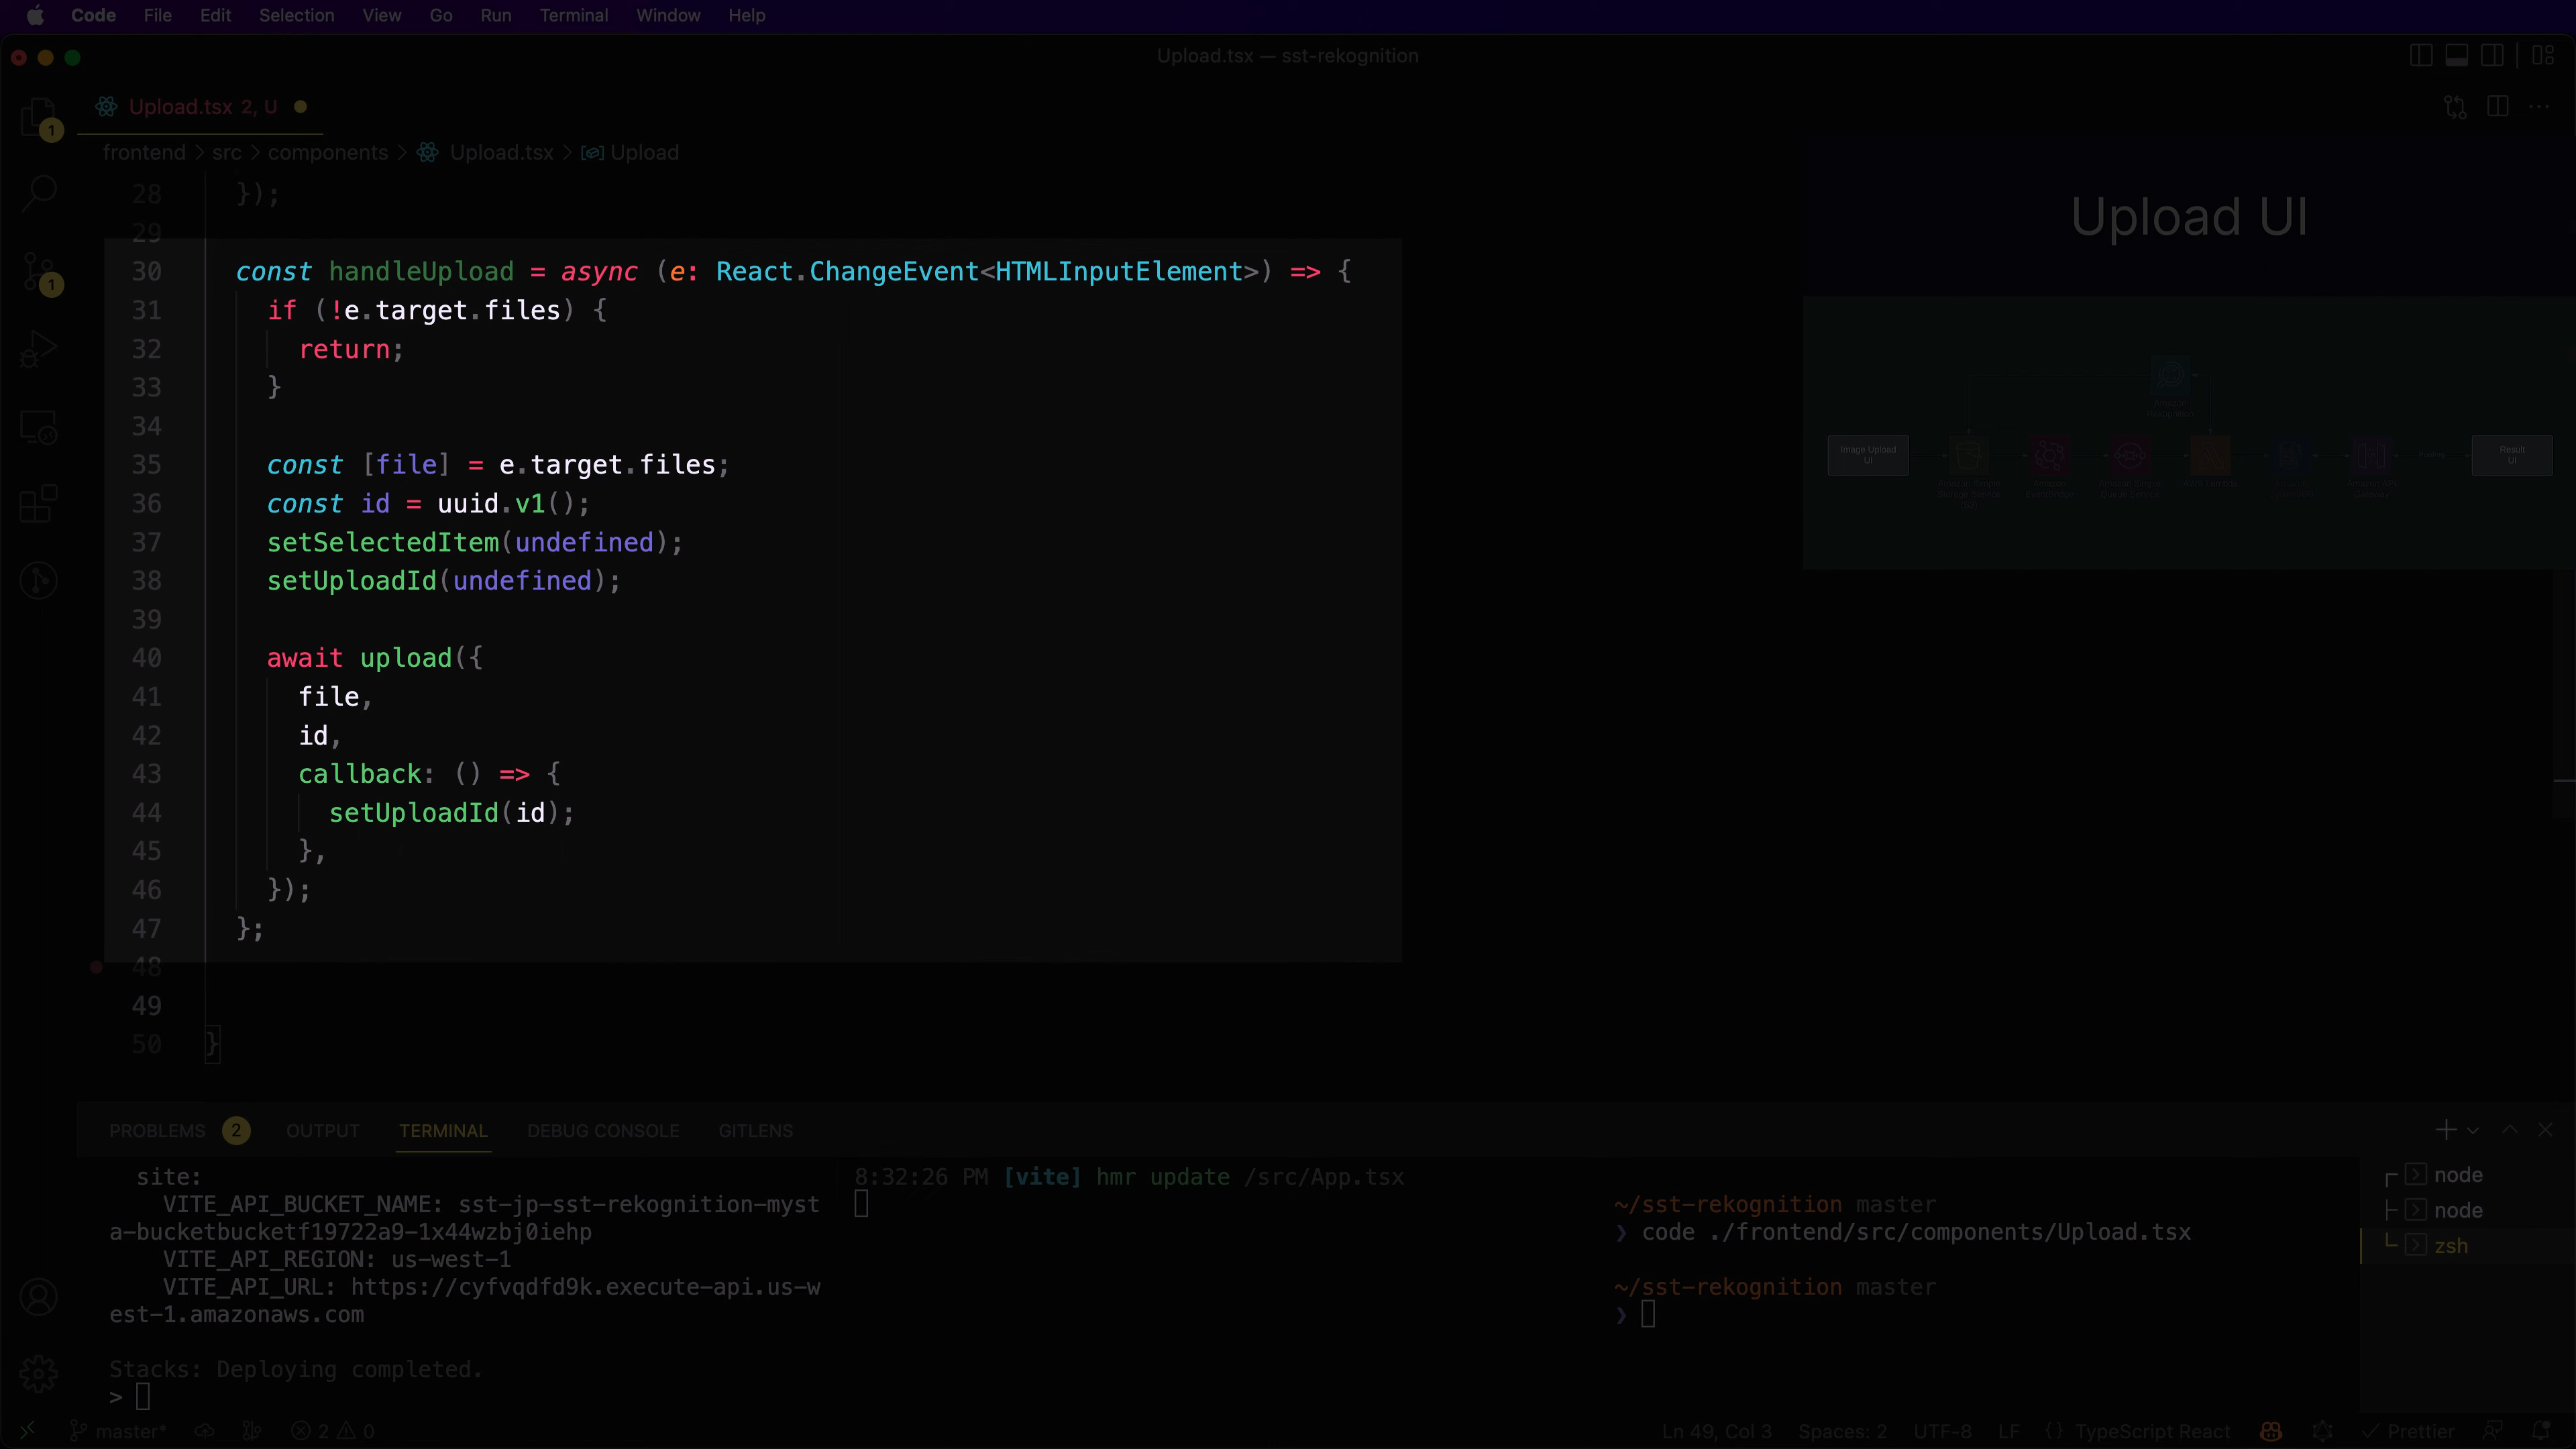 Code File Edit Selection View Go Run Terminal Window Help
Upload.tsx — sst-rekognition
Upload.tsx 2, U
frontend > src > components > Upload.tsx > Upload
1
1
28 });
29
30 const handleUpload = async (e: React.ChangeEvent<HTMLInputElement>) => {
31 if (!e.target.files) {
32 return;
33 }
34
35 const [file] = e.target.files;
36 const id = uuid.v1();
37 setSelectedItem(undefined);
38 setUploadId(undefined);
39
40 await upload({
41 file,
42 id,
43 callback: () => {
44 setUploadId(id);
45 },
46 });
47 };
48
49
50 }
Upload UI
Image Upload
UI
Result
UI
PROBLEMS 2 OUTPUT TERMINAL DEBUG CONSOLE GITLENS
site:
VITE_API_BUCKET_NAME: sst-jp-sst-rekognition-myst
a-bucketbucketf19722a9-1x44wzbj0iehp
VITE_API_REGION: us-west-1
VITE_API_URL: https://cyfvqdfd9k.execute-api.us-w
est-1.amazonaws.com
Stacks: Deploying completed.
>
8:32:26 PM [vite] hmr update /src/App.tsx
~/sst-rekognition master
❯ code ./frontend/src/components/Upload.tsx
~/sst-rekognition master
❯
node
node
zsh
master* 2 0 Ln 49, Col 3 Spaces: 2 UTF-8 LF {} TypeScript React Prettier